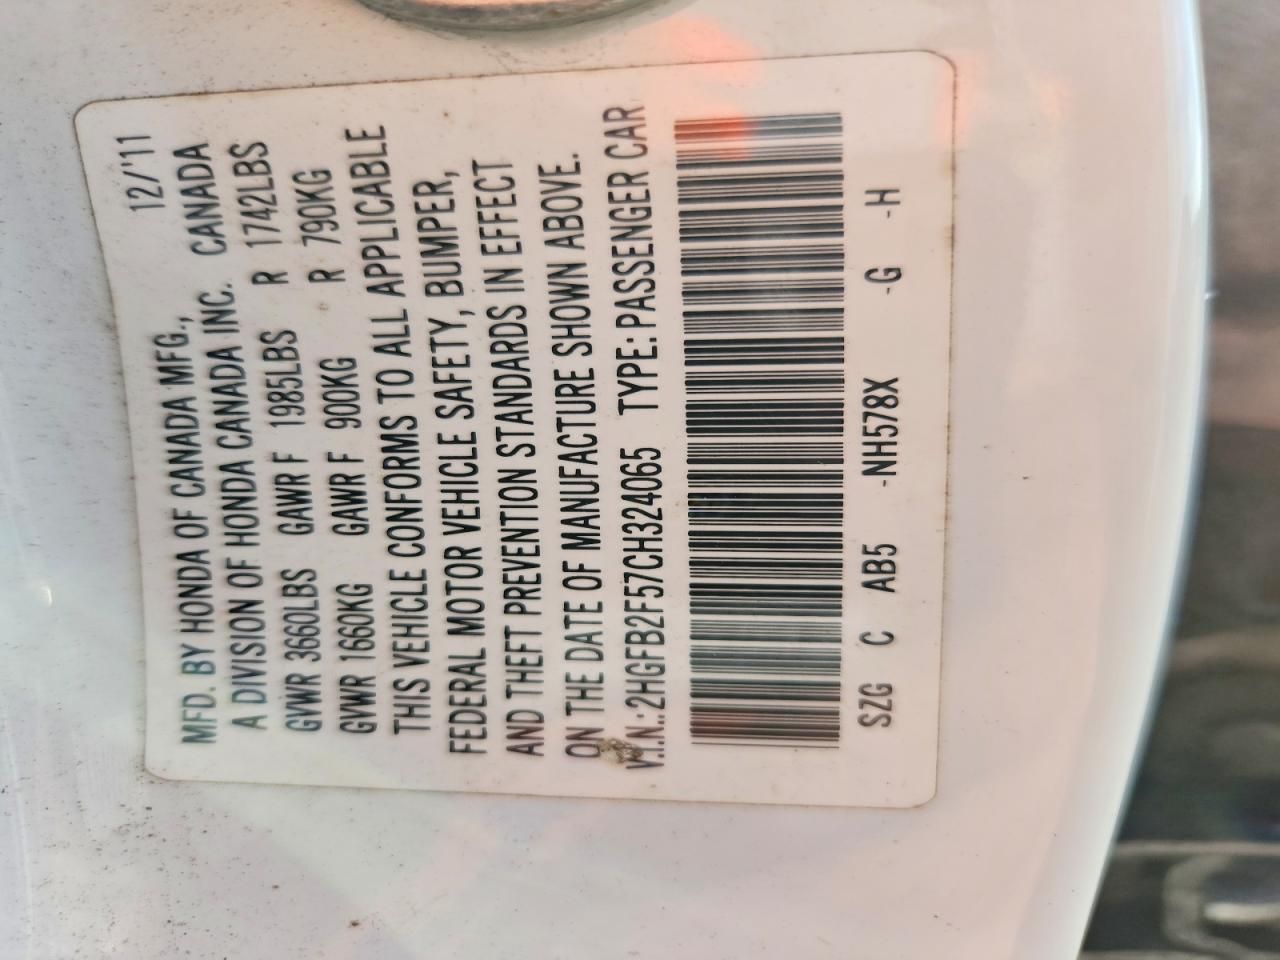 12/'11
MFD. BY HONDA OF CANADA MFG.,
A DIVISION OF HONDA CANADA INC. CANADA
GVWR 3660LBS GAWR F 1985LBS R 1742LBS
GVWR 1660KG GAWR F 900KG R 790KG
THIS VEHICLE CONFORMS TO ALL APPLICABLE
FEDERAL MOTOR VEHICLE SAFETY, BUMPER,
AND THEFT PREVENTION STANDARDS IN EFFECT
ON THE DATE OF MANUFACTURE SHOWN ABOVE.
V.I.N.:2HGFB2F57CH324065 TYPE:PASSENGER CAR
SZG C AB5 -NH578X -G -H